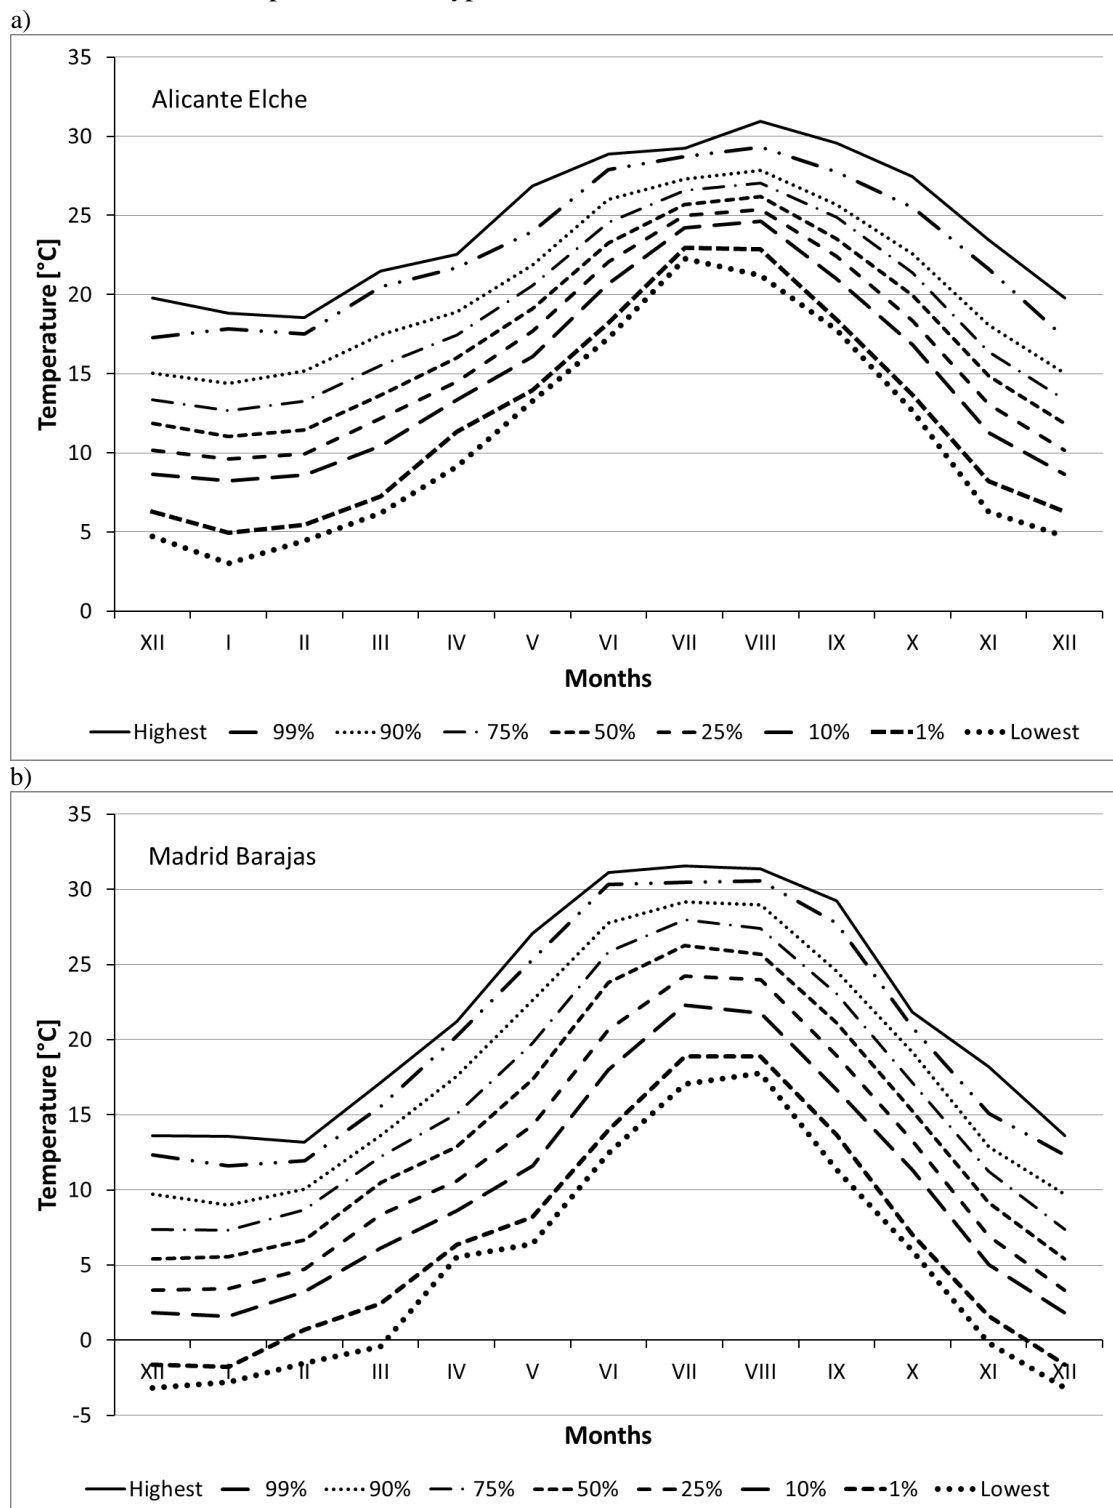 a)
35
Alicante Elche
30
25
20
15
10
5
0
Temperature [°C]
XII I II III IV V VI VII VIII IX X XI XII
Months
Highest 99% 90% 75% 50% 25% 10% 1% Lowest
b)
35
Madrid Barajas
30
25
20
15
10
5
0
-5
Temperature [°C]
XII I II III IV V VI VII VIII IX X XI XII
Months
Highest 99% 90% 75% 50% 25% 10% 1% Lowest